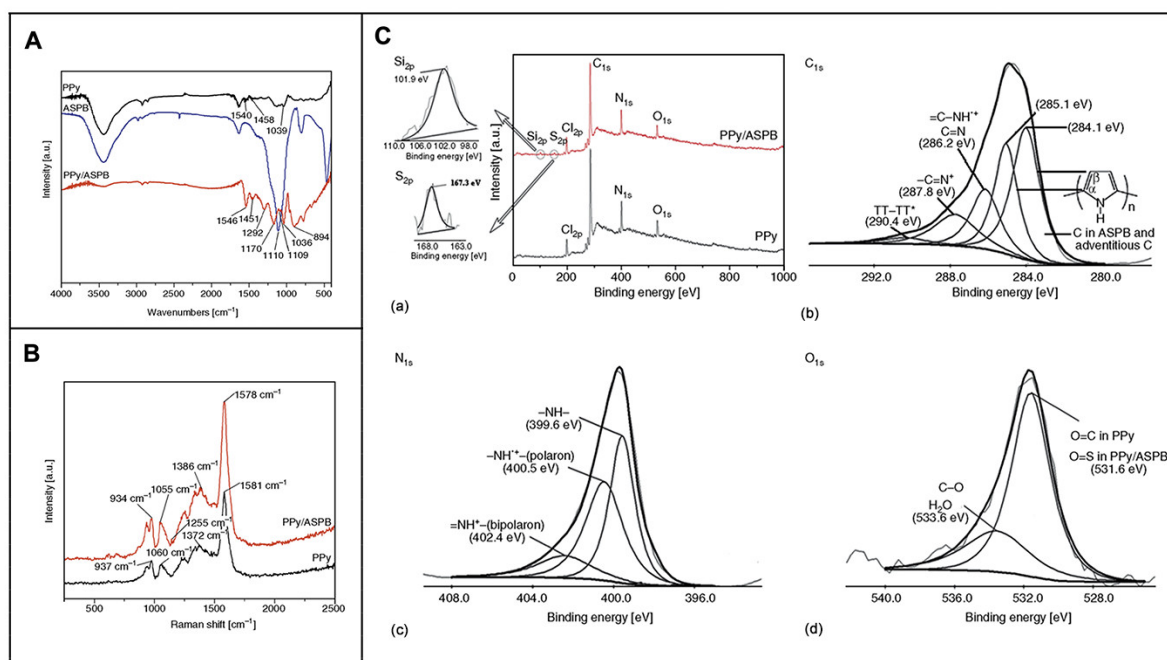 A
PPy
ASPB
PPy/ASPB
1540
1458
1039
1546
1451
1292
1170
1110
1109
1036
894
4000 3500 3000 2500 2000 1500 1000 500
Wavenumbers [cm⁻¹]
B
Intensity [a.u.]
1578 cm⁻¹
1386 cm⁻¹
1581 cm⁻¹
1055 cm⁻¹
934 cm⁻¹
PPy/ASPB
1255 cm⁻¹
1372 cm⁻¹
1060 cm⁻¹
937 cm⁻¹
PPy
500 1000 1500 2000 2500
Raman shift [cm⁻¹]
C
Si2p
101.9 eV
110.0 106.0 102.0 98.0
Binding energy [eV]
S2p
167.3 eV
168.0 163.0
Binding energy [eV]
(a)
Intensity [a.u.]
C1s
N1s
O1s
Si2p
S2p
Cl2p
PPy/ASPB
N1s
O1s
Cl2p
PPy
0 200 400 600 800 1000
Binding energy [eV]
C1s
(285.1 eV)
(284.1 eV)
=C–NH·+
C=N
(286.2 eV)
–C=N+
(287.8 eV)
TT–TT*
(290.4 eV)
β
α
N
H
n
C in ASPB and
adventitious C
292.0 288.0 284.0 280.0
Binding energy [eV]
(b)
N1s
–NH–
(399.6 eV)
–NH·+–(polaron)
(400.5 eV)
=NH+–(bipolaron)
(402.4 eV)
408.0 404.0 400.0 396.0
Binding energy [eV]
(c)
O1s
O=C in PPy
O=S in PPy/ASPB
(531.6 eV)
C–O
H2O
(533.6 eV)
540.0 536.0 532.0 528.0
Binding energy [eV]
(d)